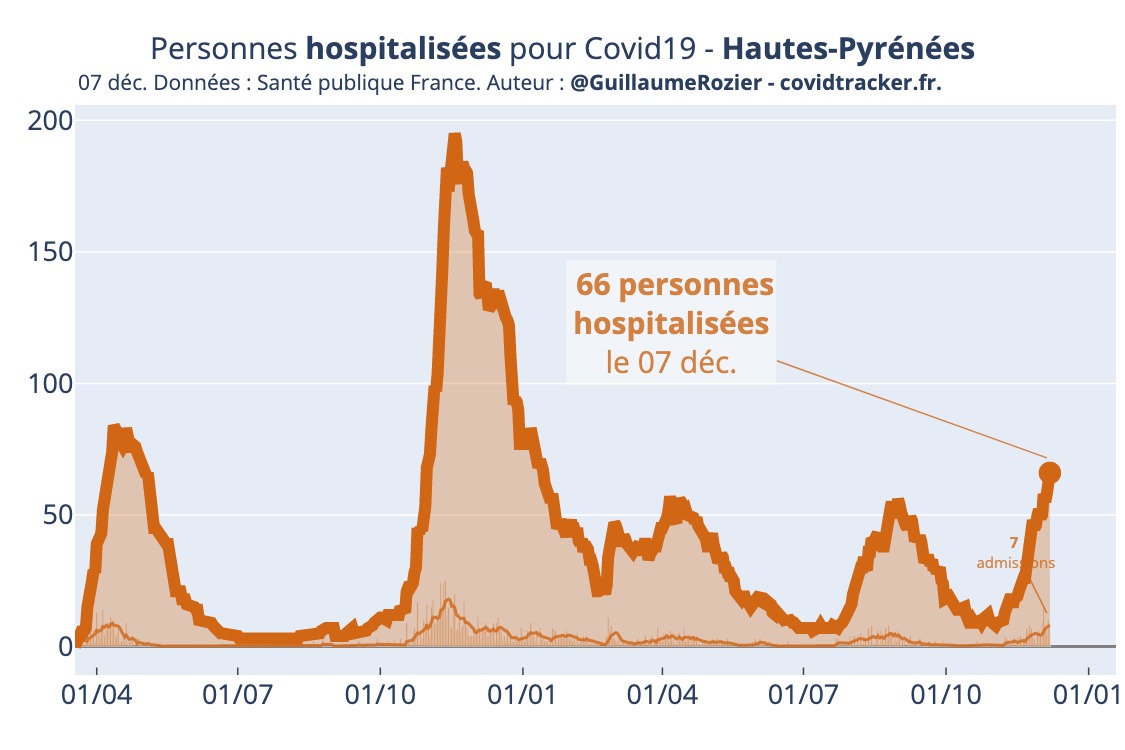 Personnes hospitalisées pour Covid19 - Hautes-Pyrénées
07 déc. Données : Santé publique France. Auteur : @GuillaumeRozier - covidtracker.fr.
200
150
66 personnes
hospitalisées
le 07 déc.
100
50
7
admissions
0
01/04 01/07 01/10 01/01 01/04 01/07 01/10 01/01